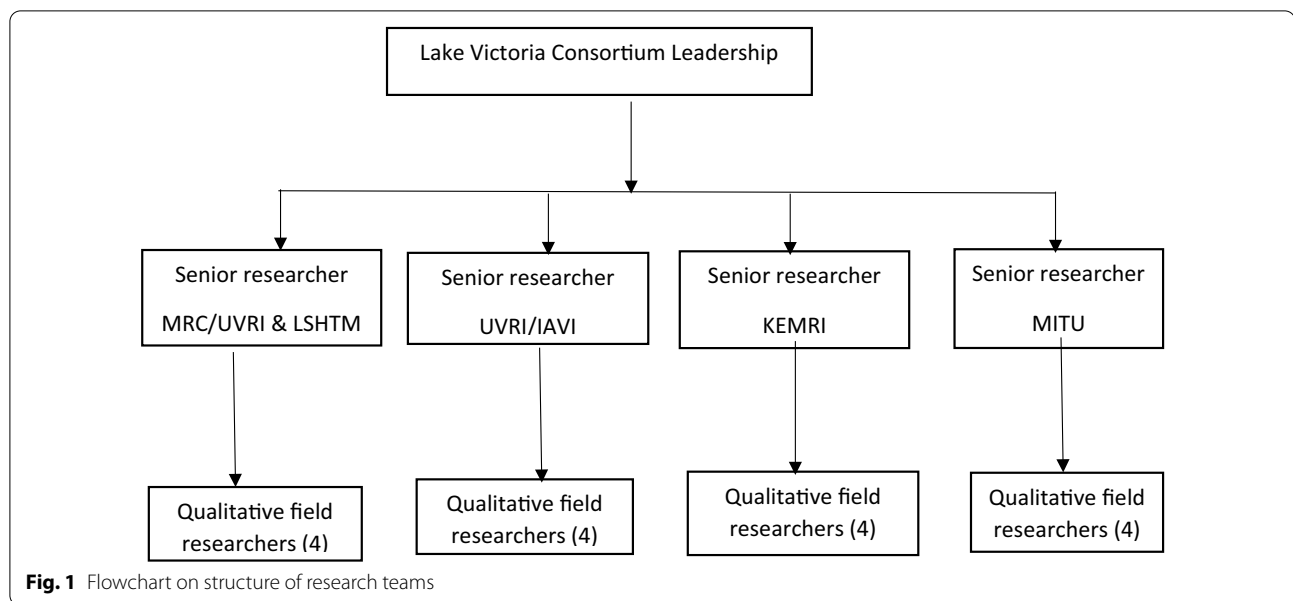 Lake Victoria Consortium Leadership
Senior researcher
MRC/UVRI & LSHTM
Senior researcher
UVRI/IAVI
Senior researcher
KEMRI
Senior researcher
MITU
Qualitative field
researchers (4)
Qualitative field
researchers (4)
Qualitative field
researchers (4)
Qualitative field
researchers (4)
Fig. 1 Flowchart on structure of research teams